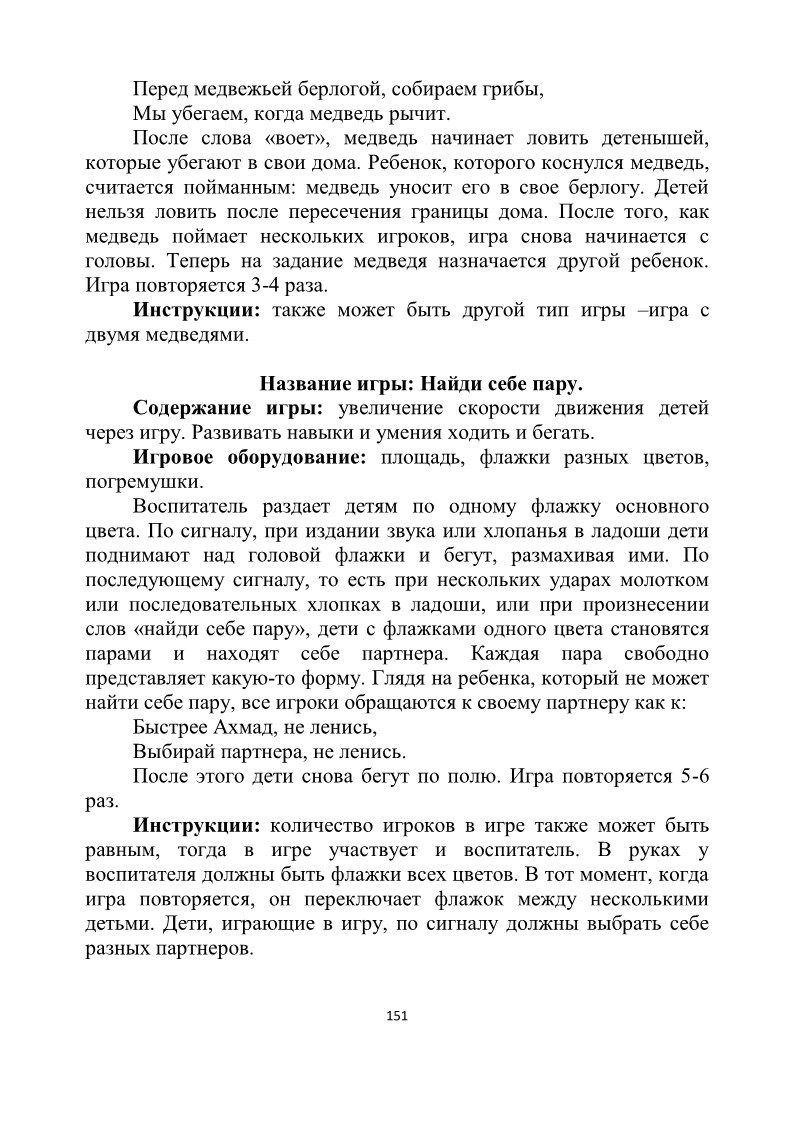 Перед медвежьей берлогой, собираем грибы,
Мы убегаем, когда медведь рычит.
После слова «воет», медведь начинает ловить детенышей,
которые убегают в свои дома. Ребенок, которого коснулся медведь,
считается пойманным: медведь уносит его в свое берлогу. Детей
нельзя ловить после пересечения границы дома. После того, как
медведь поймает нескольких игроков, игра снова начинается с
головы. Теперь на задание медведя назначается другой ребенок.
Игра повторяется 3-4 раза.
Инструкции: также может быть другой тип игры –игра с
двумя медведями.
Название игры: Найди себе пару.
Содержание игры: увеличение скорости движения детей
через игру. Развивать навыки и умения ходить и бегать.
Игровое оборудование: площадь, флажки разных цветов,
погремушки.
Воспитатель раздает детям по одному флажку основного
цвета. По сигналу, при издании звука или хлопанья в ладоши дети
поднимают над головой флажки и бегут, размахивая ими. По
последующему сигналу, то есть при нескольких ударах молотком
или последовательных хлопках в ладоши, или при произнесении
слов «найди себе пару», дети с флажками одного цвета становятся
парами и находят себе партнера. Каждая пара свободно
представляет какую-то форму. Глядя на ребенка, который не может
найти себе пару, все игроки обращаются к своему партнеру как к:
Быстрее Ахмад, не ленись,
Выбирай партнера, не ленись.
После этого дети снова бегут по полю. Игра повторяется 5-6
раз.
Инструкции: количество игроков в игре также может быть
равным, тогда в игре участвует и воспитатель. В руках у
воспитателя должны быть флажки всех цветов. В тот момент, когда
игра повторяется, он переключает флажок между несколькими
детьми. Дети, играющие в игру, по сигналу должны выбрать себе
разных партнеров.
151